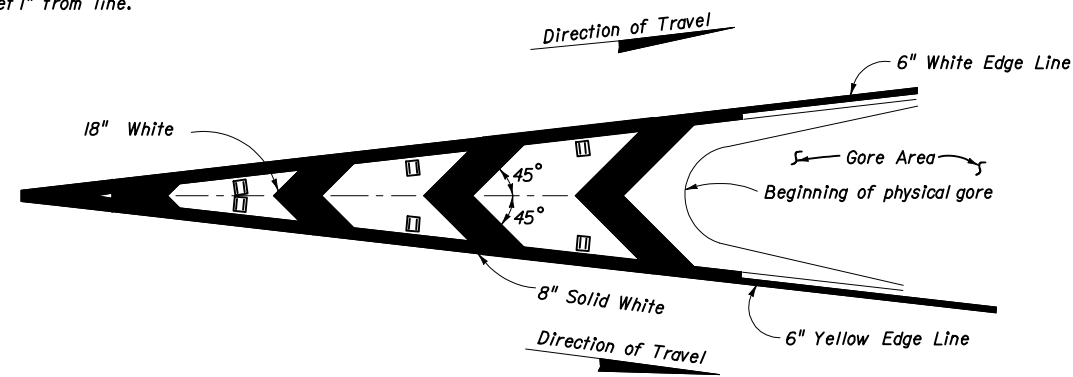 1" from line.
Direction of Travel
6" White Edge Line
18" White
45°
45°
Gore Area
Beginning of physical gore
8" Solid White
6" Yellow Edge Line
Direction of Travel